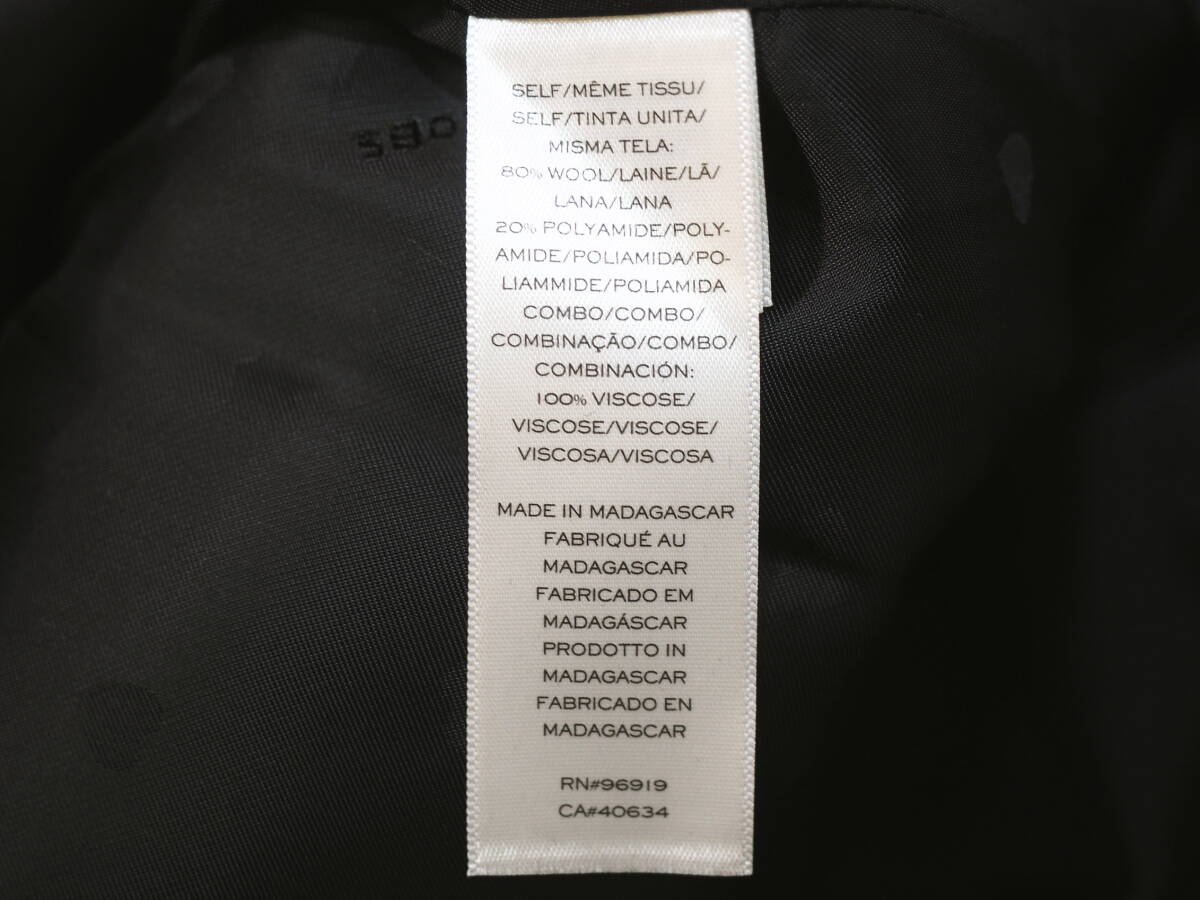 SELF/MÊME TISSU/
SELF/TINTA UNITA/
MISMA TELA:
80% WOOL/LAINE/LÃ/
LANA/LANA
20% POLYAMIDE/POLY-
AMIDE/POLIAMIDA/PO-
LIAMMIDE/POLIAMIDA
COMBO/COMBO/
COMBINAÇÃO/COMBO/
COMBINACIÓN:
100% VISCOSE/
VISCOSE/VISCOSE/
VISCOSA/VISCOSA
MADE IN MADAGASCAR
FABRIQUÉ AU
MADAGASCAR
FABRICADO EM
MADAGÁSCAR
PRODOTTO IN
MADAGASCAR
FABRICADO EN
MADAGASCAR
RN#96919
CA#40634